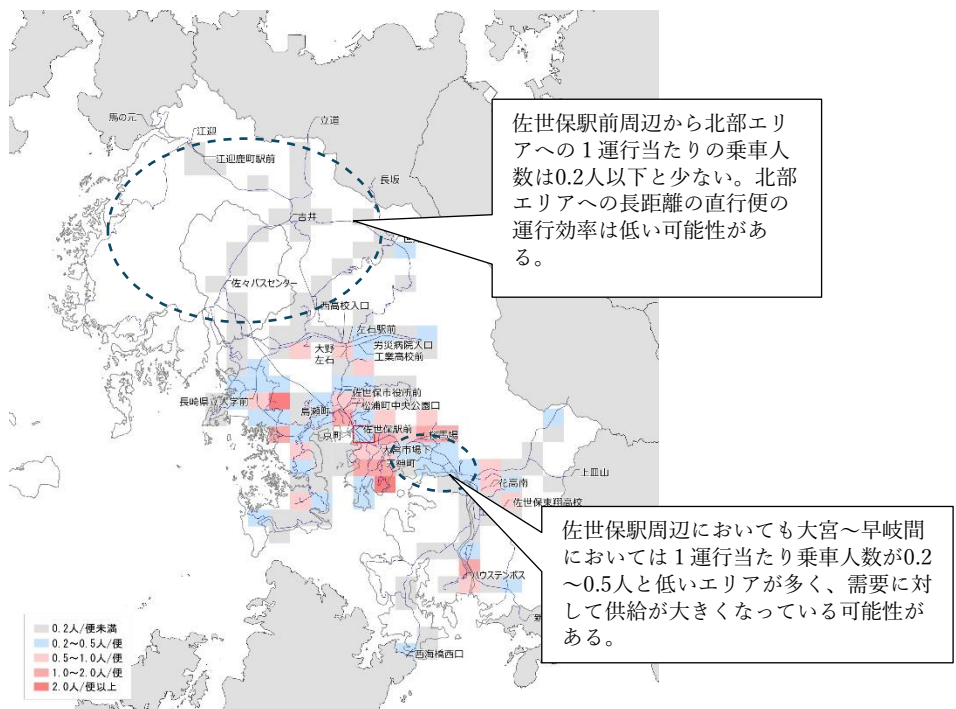 馬の元
江迎
立道
江迎鹿町駅前
長坂
吉井
佐世保駅前周辺から北部エリ
アへの１運行当たりの乗車人
数は0.2人以下と少ない。北部
エリアへの長距離の直行便の
運行効率は低い可能性があ
る。
佐々バスセンター
西高校入口
左石駅前
大野
労災病院入口
左石
工業高校前
佐世保市役所前
長崎県立大学前
松浦町中央公園口
島瀬町
佐世保駅前
京町
桜馬場
大宮市場下
天神町
上皿山
花高南
佐世保東翔高校
佐世保駅周辺においても大宮～早岐間
においては１運行当たり乗車人数が0.2
～0.5人と低いエリアが多く、需要に対
して供給が大きくなっている可能性が
ある。
ハウステンボス
新
西海橋西口
0.2人/便未満
0.2～0.5人/便
0.5～1.0人/便
1.0～2.0人/便
2.0人/便以上